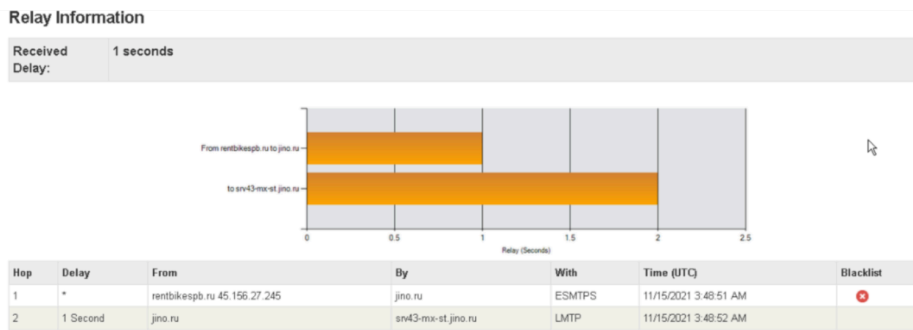 Relay Information
Received Delay: 1 seconds
From rentbikespb.ru to jino.ru
to srv43-mx-st.jino.ru
0 0.5 1 1.5 2 2.5
Relay (Seconds)
Hop Delay From By With Time (UTC) Blacklist
1 * rentbikespb.ru 45.156.27.245 jino.ru ESMTPS 11/15/2021 3:48:51 AM
2 1 Second jino.ru srv43-mx-st.jino.ru LMTP 11/15/2021 3:48:52 AM